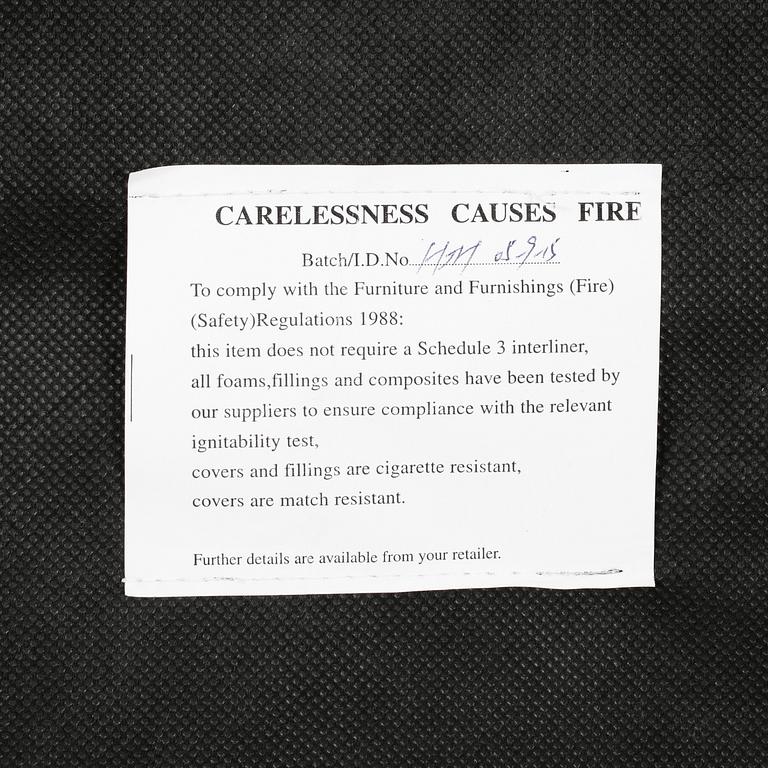 CARELESSNESS CAUSES FIRE
Batch/I.D.No
To comply with the Furniture and Furnishings (Fire)
(Safety)Regulations 1988:
this item does not require a Schedule 3 interliner,
all foams,fillings and composites have been tested by
our suppliers to ensure compliance with the relevant
ignitability test,
covers and fillings are cigarette resistant,
covers are match resistant.
Further details are available from your retailer.